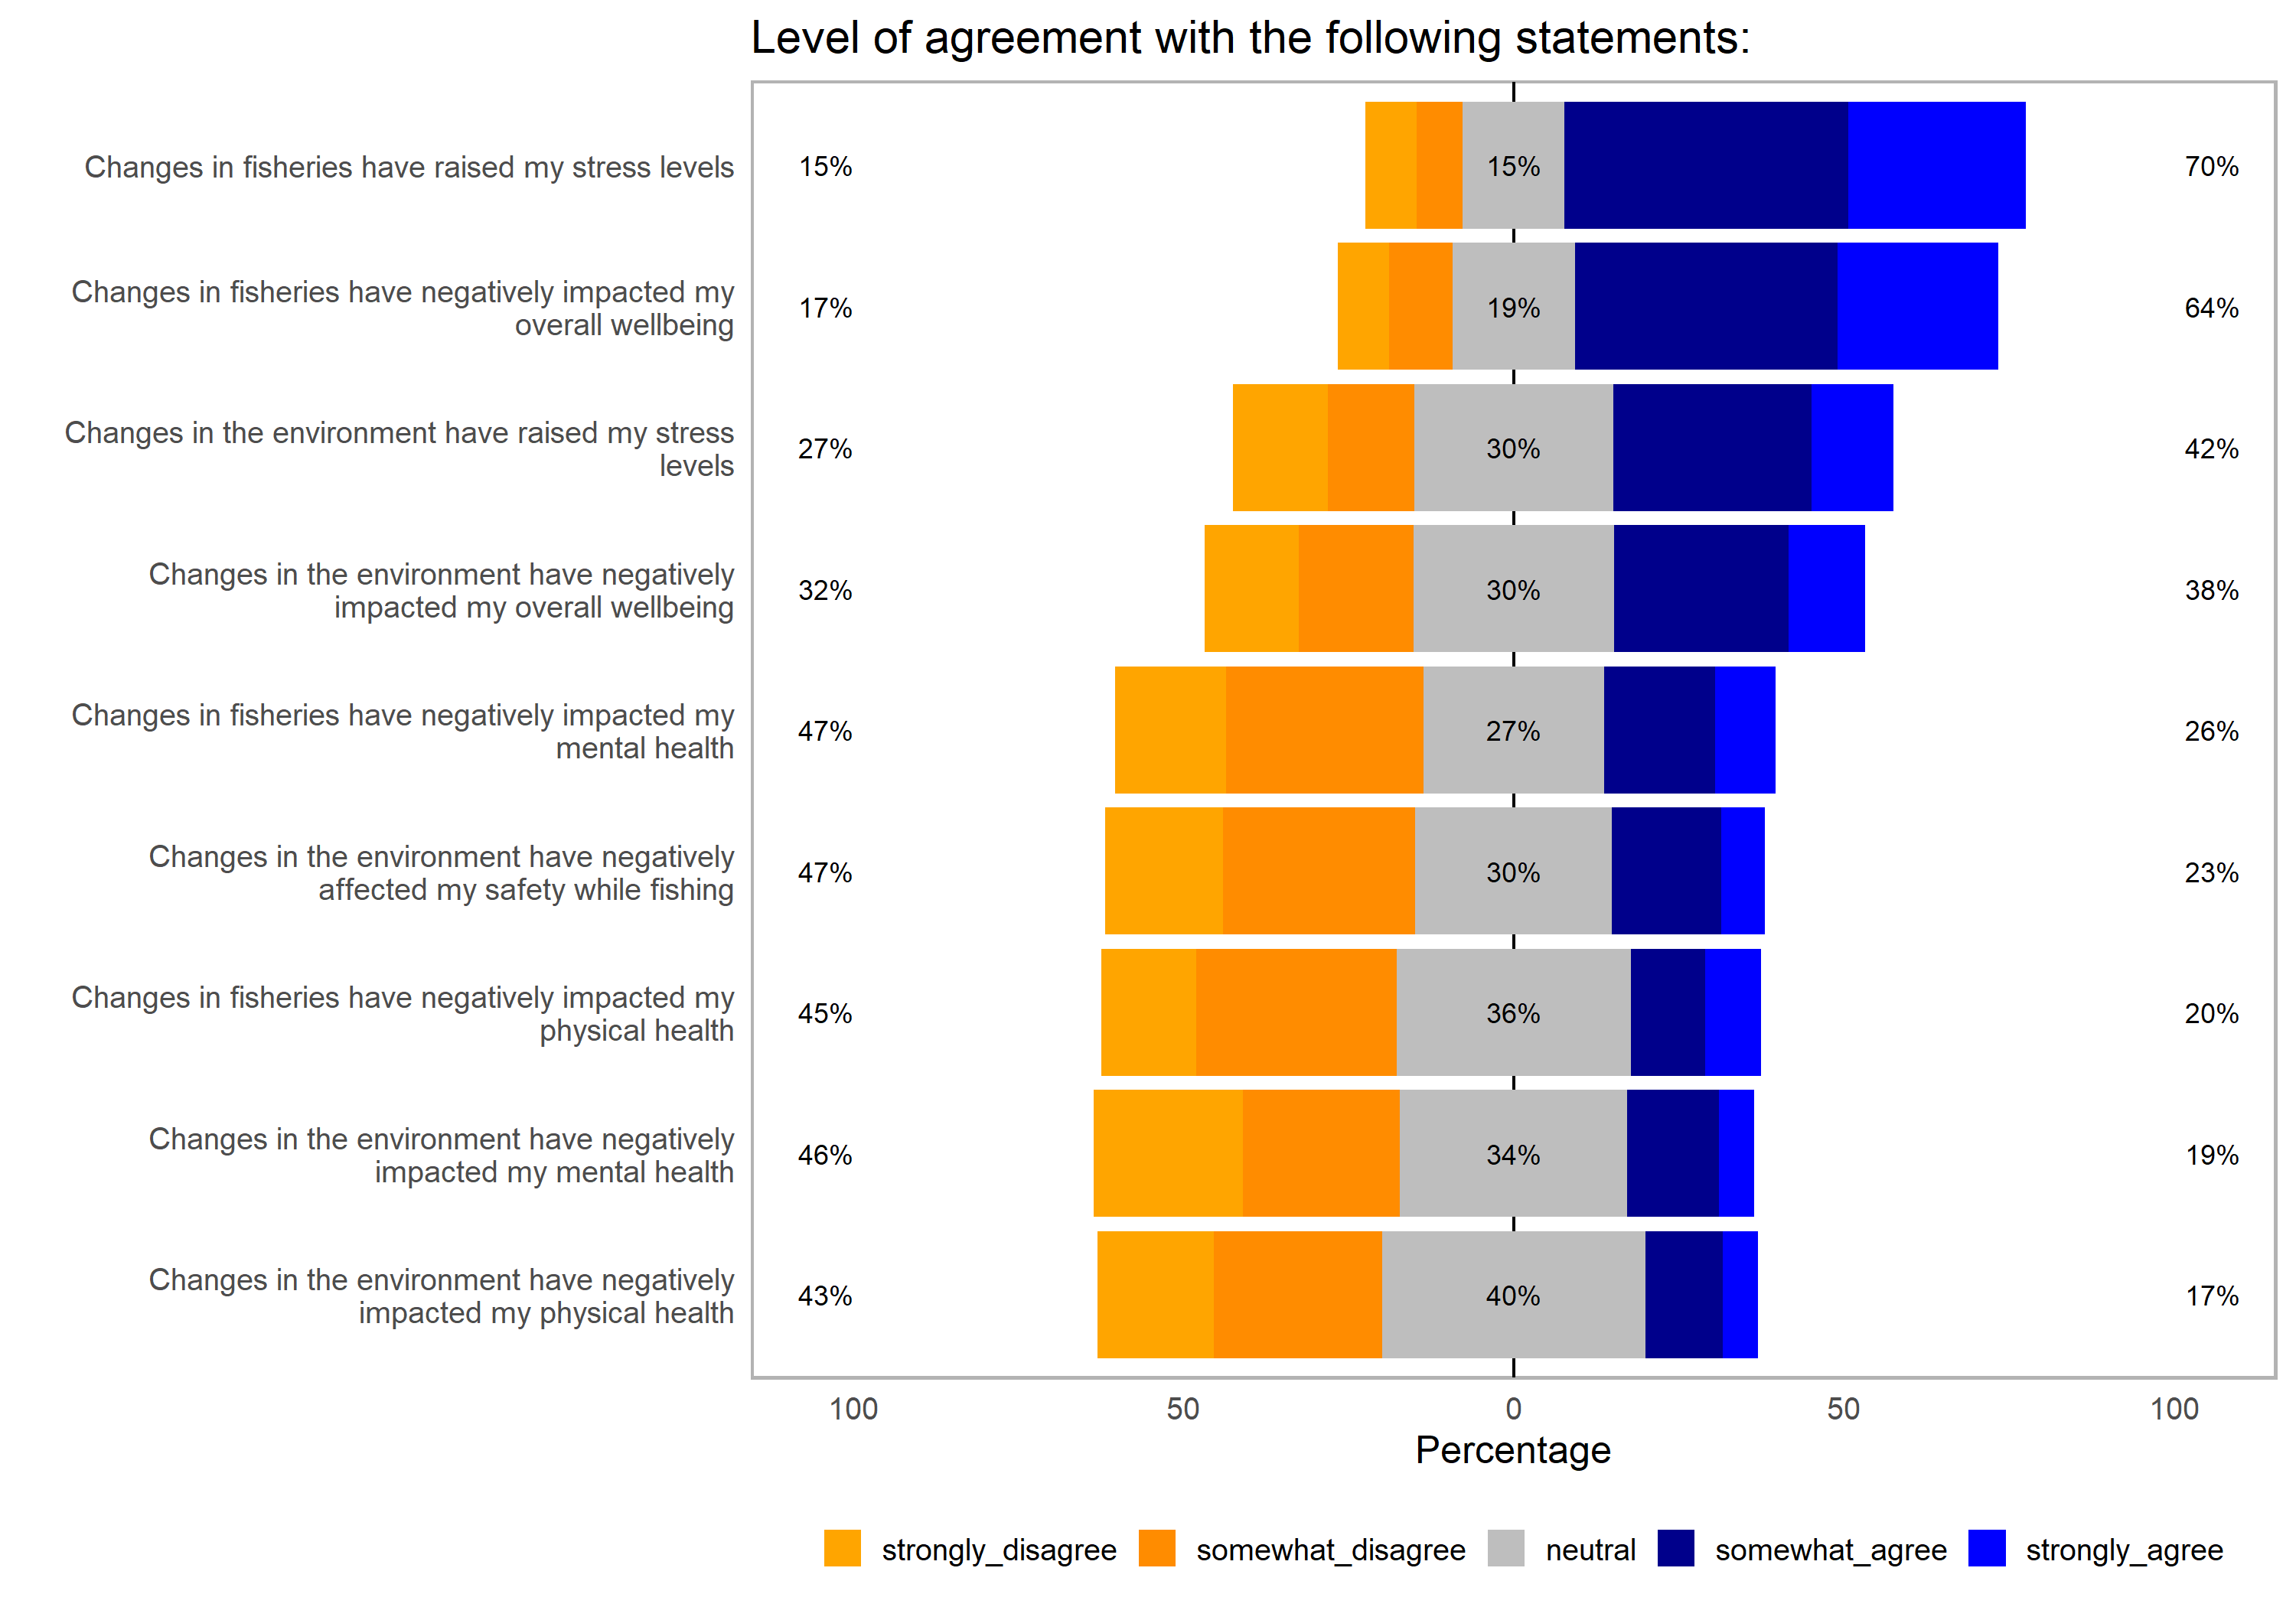 Level of agreement with the following statements:
Changes in fisheries have raised my stress levels
15%
15%
70%
Changes in fisheries have negatively impacted my
overall wellbeing
17%
19%
64%
Changes in the environment have raised my stress
levels
27%
30%
42%
Changes in the environment have negatively
impacted my overall wellbeing
32%
30%
38%
Changes in fisheries have negatively impacted my
mental health
47%
27%
26%
Changes in the environment have negatively
affected my safety while fishing
47%
30%
23%
Changes in fisheries have negatively impacted my
physical health
45%
36%
20%
Changes in the environment have negatively
impacted my mental health
46%
34%
19%
Changes in the environment have negatively
impacted my physical health
43%
40%
17%
100 50 0 50 100
Percentage
strongly_disagree somewhat_disagree neutral somewhat_agree strongly_agree